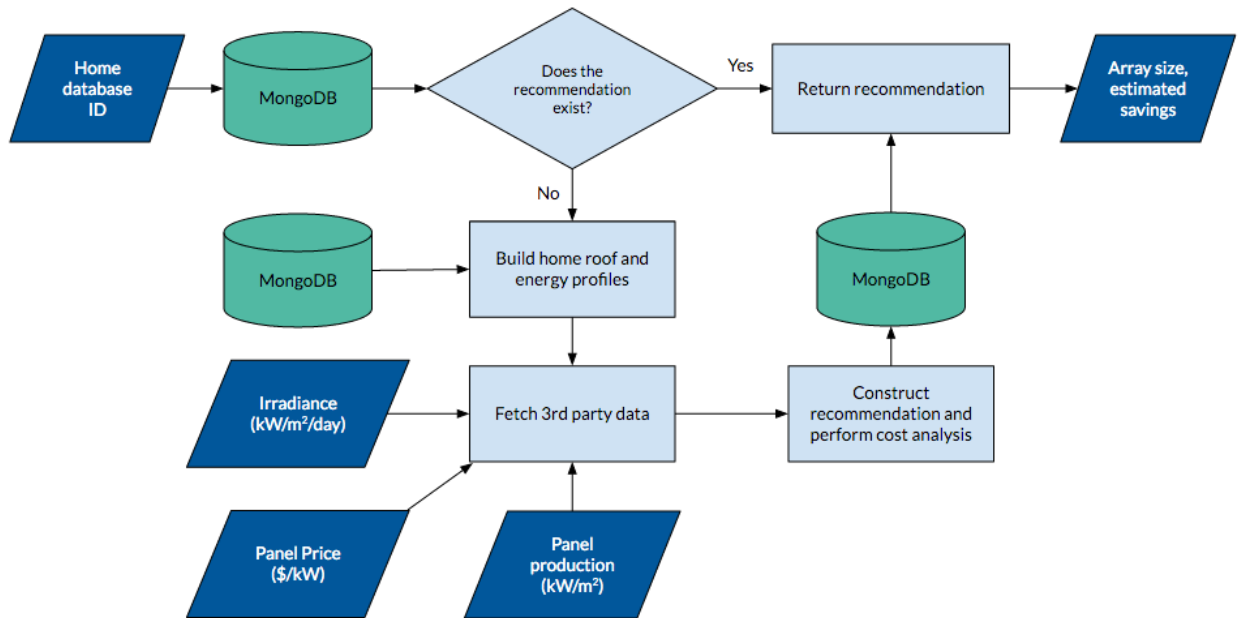 Home
database
ID
MongoDB
Does the
recommendation
exist?
Yes
Return recommendation
Array size,
estimated
savings
No
MongoDB
Build home roof and
energy profiles
MongoDB
Irradiance
(kW/m²/day)
Fetch 3rd party data
Construct
recommendation and
perform cost analysis
Panel Price
($/kW)
Panel
production
(kW/m²)